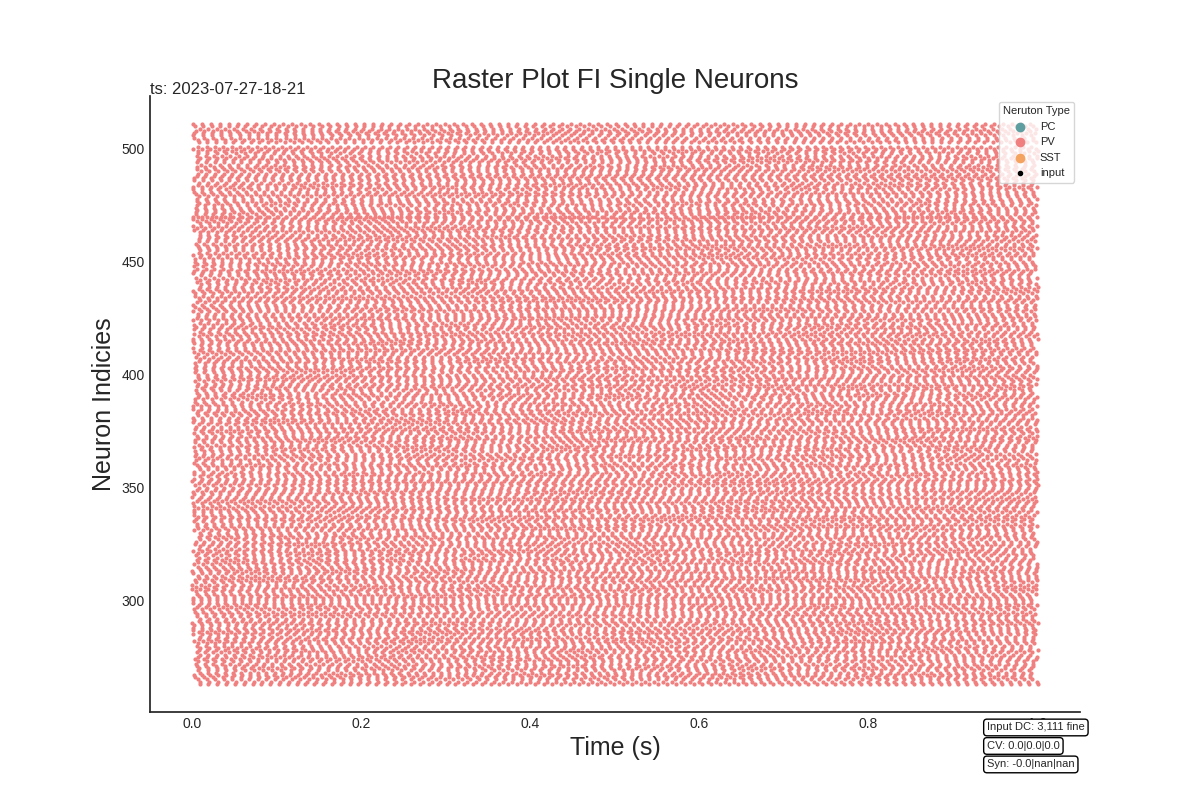 Raster Plot FI Single Neurons
ts: 2023-07-27-18-21
Neruton Type
PC
PV
SST
input
500
450
400
350
300
Neuron Indicies
0.0 0.2 0.4 0.6 0.8
Time (s)
Input DC: 3,111 fine
CV: 0.0|0.0|0.0
Syn: -0.0|nan|nan